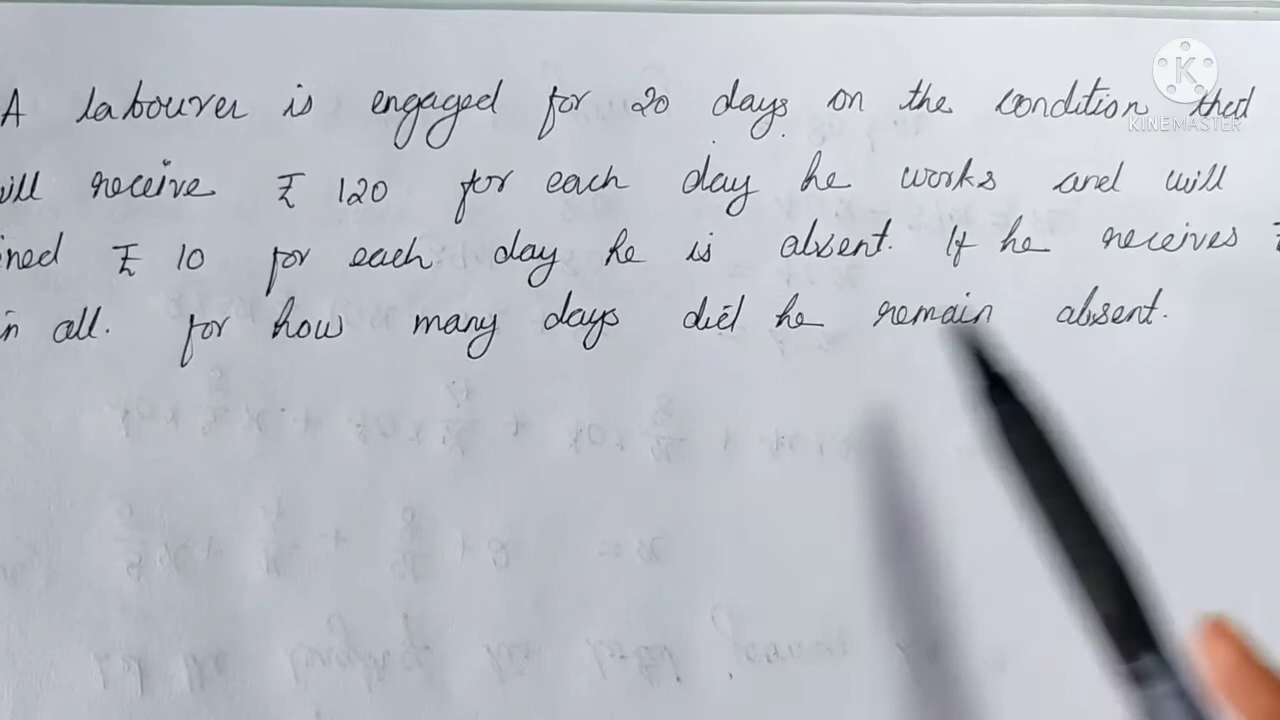 A labourer is engaged for 20 days on the condition that
ill receive ₹ 120 for each day he works and will
ined ₹ 10 for each day he is absent. If he receives ₹
in all. for how many days did he remain absent.
K
KINEMASTER